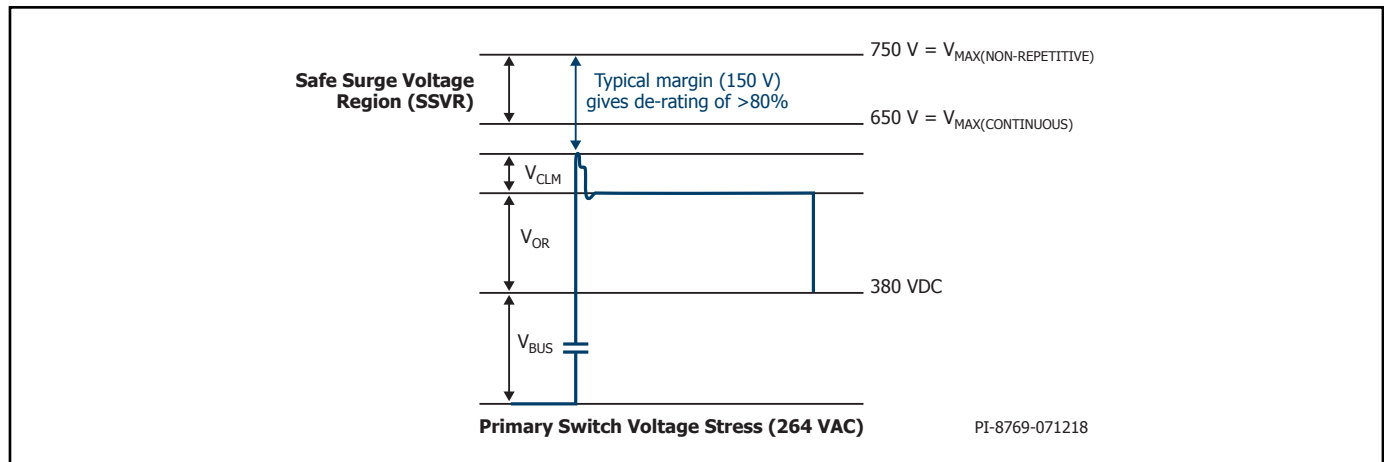 750 V = VMAX(NON-REPETITIVE)
Safe Surge Voltage
Region (SSVR)
Typical margin (150 V)
gives de-rating of >80%
650 V = VMAX(CONTINUOUS)
VCLM
VOR
380 VDC
VBUS
Primary Switch Voltage Stress (264 VAC)
PI-8769-071218